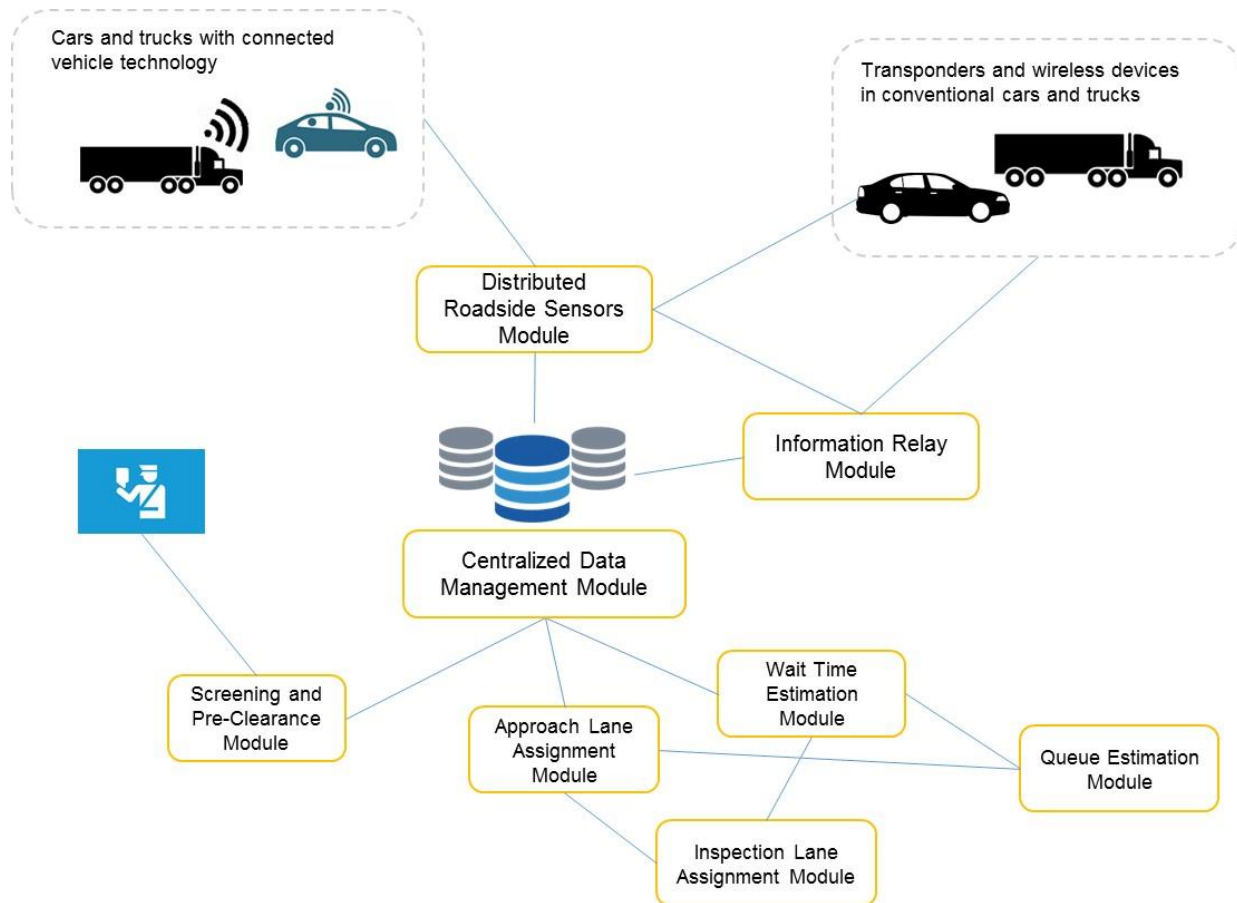 Cars and trucks with connected
vehicle technology
Transponders and wireless devices
in conventional cars and trucks
Distributed
Roadside Sensors
Module
Information Relay
Module
Centralized Data
Management Module
Screening and
Pre-Clearance
Module
Approach Lane
Assignment
Module
Wait Time
Estimation
Module
Queue Estimation
Module
Inspection Lane
Assignment Module